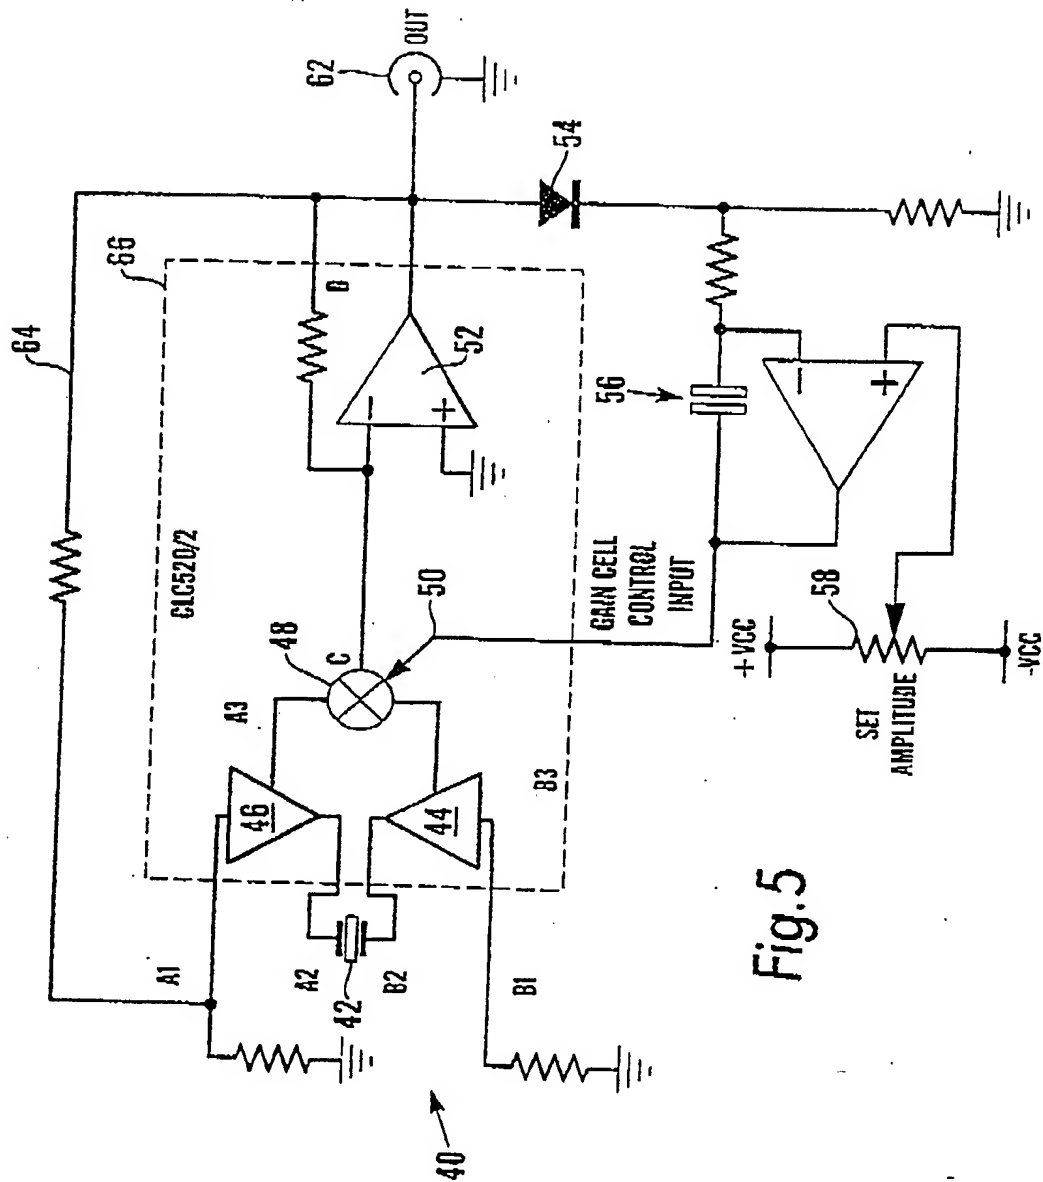 62
OUT
54
66
64
B
52
56
CLC520/2
GAIN CELL
CONTROL
INPUT
50
48
C
A3
+VCC
58
-VCC
SET
AMPLITUDE
46
44
B3
A1
A2
42
B2
B1
40
Fig.5